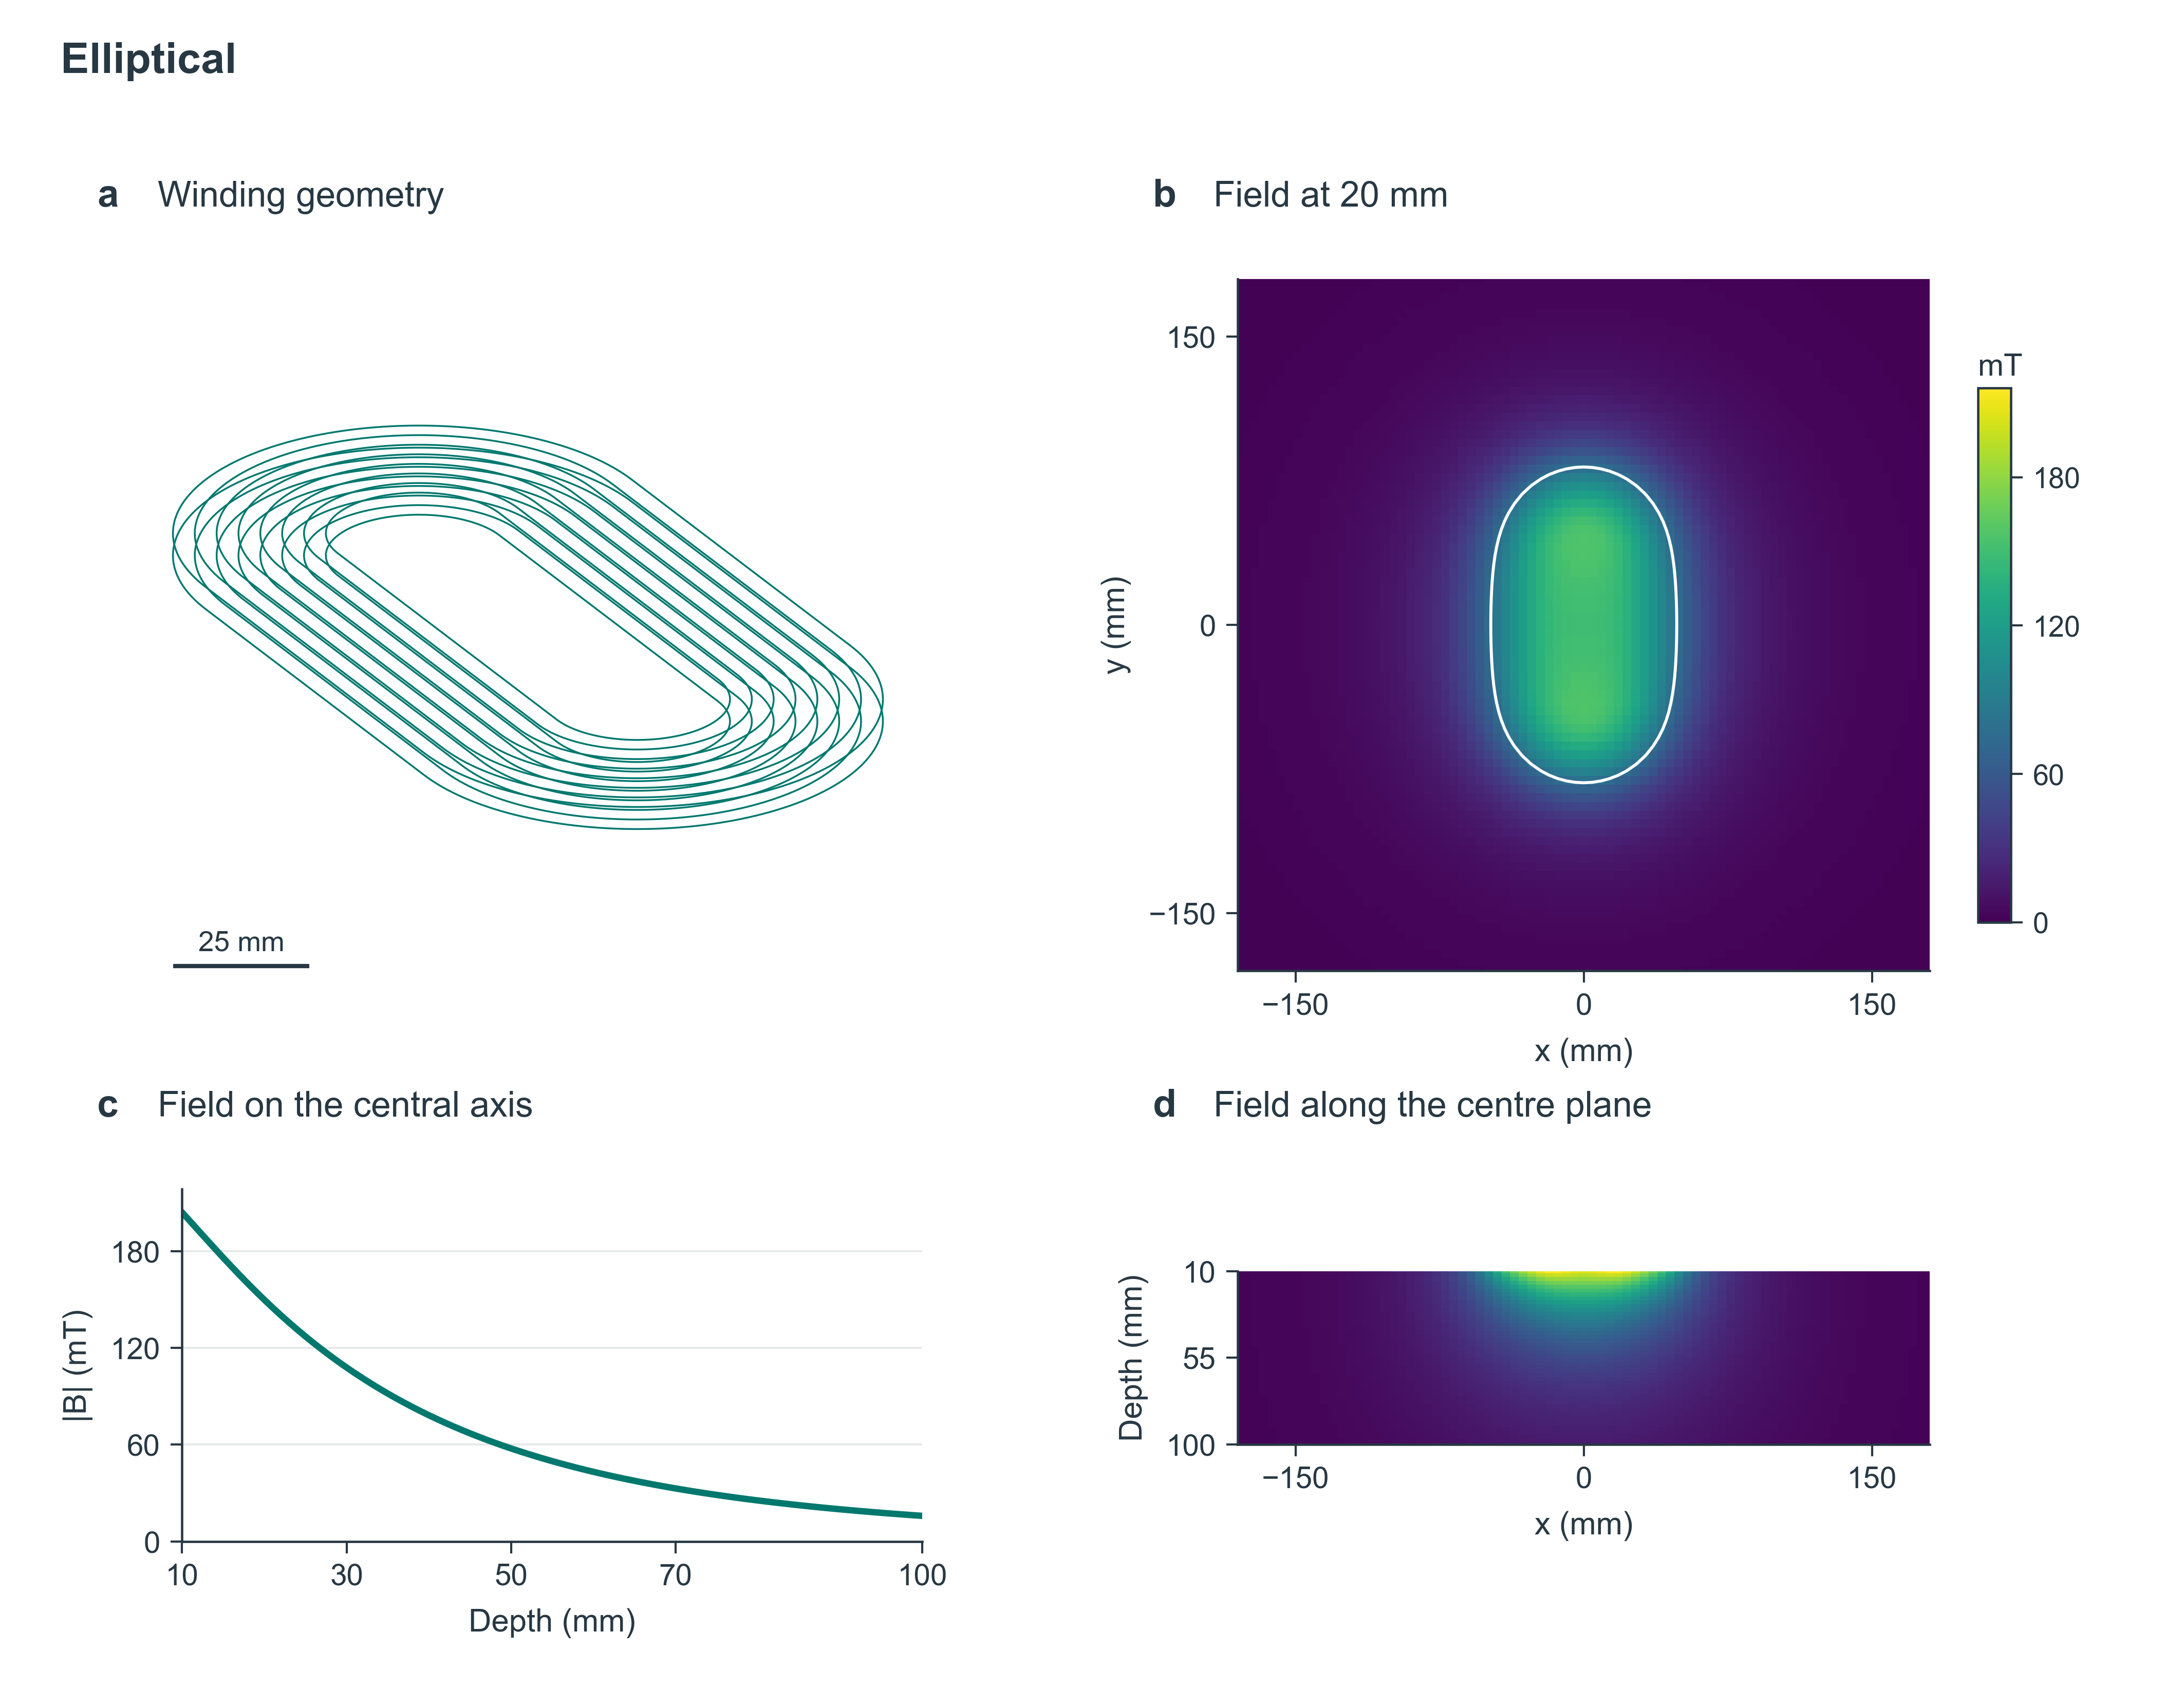 Elliptical
a Winding geometry
25 mm
b Field at 20 mm
150
0
−150
y (mm)
−150 0 150
x (mm)
mT
180
120
60
0
c Field on the central axis
180
120
60
0
|B| (mT)
10 30 50 70 100
Depth (mm)
d Field along the centre plane
10
55
100
Depth (mm)
−150 0 150
x (mm)